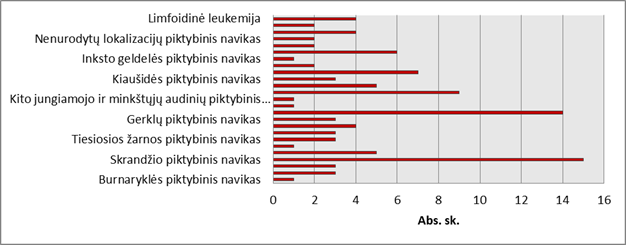 Limfoidinė leukemija
Nenurodytų lokalizacijų piktybinis navikas
Inksto geldelės piktybinis navikas
Kiaušidės piktybinis navikas
Kito jungiamojo ir minkštųjų audinių piktybinis...
Gerklų piktybinis navikas
Tiesiosios žarnos piktybinis navikas
Skrandžio piktybinis navikas
Burnaryklės piktybinis navikas
0 2 4 6 8 10 12 14 16
Abs. sk.